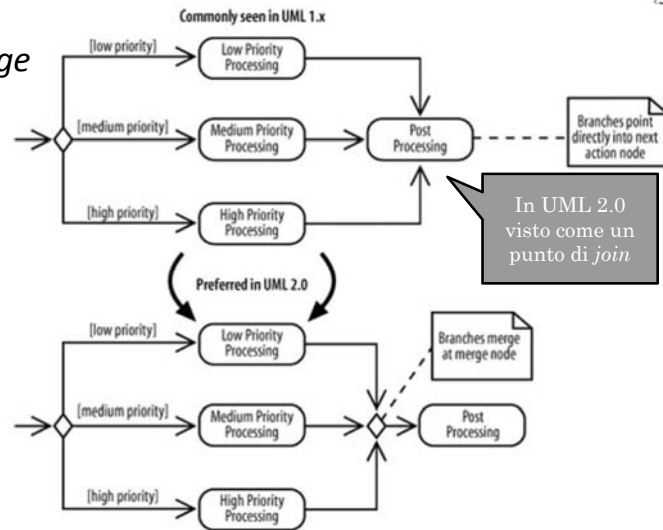 Commonly seen in UML 1.x
ge
[low priority]
Low Priority
Processing
[medium priority]
Medium Priority
Processing
Post
Processing
Branches point
directly into next
action node
[high priority]
High Priority
Processing
In UML 2.0
visto come un
punto di join
Preferred in UML 2.0
[low priority]
Low Priority
Processing
Branches merge
at merge node
[medium priority]
Medium Priority
Processing
Post
Processing
[high priority]
High Priority
Processing